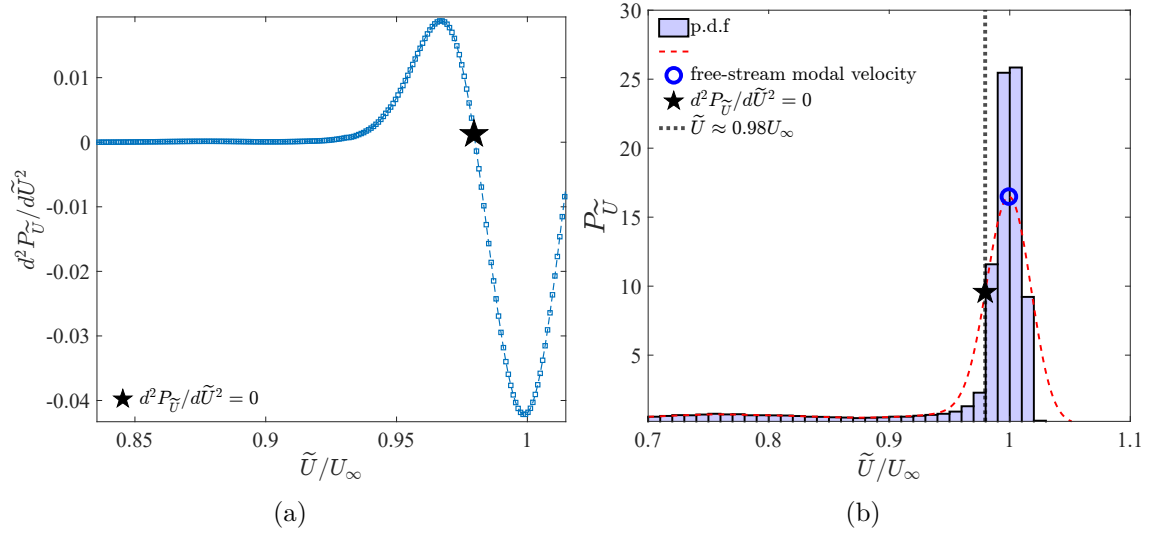 0.01
0
-0.01
-0.02
-0.03
-0.04
d²P_Ũ/dŨ²
★ d²P_Ũ/dŨ² = 0
0.85 0.9 0.95 1
Ũ/U∞
(a)
30
25
20
15
10
5
P_Ũ
p.d.f
free-stream modal velocity
d²P_Ũ/dŨ² = 0
Ũ ≈ 0.98U∞
0.7 0.8 0.9 1 1.1
Ũ/U∞
(b)